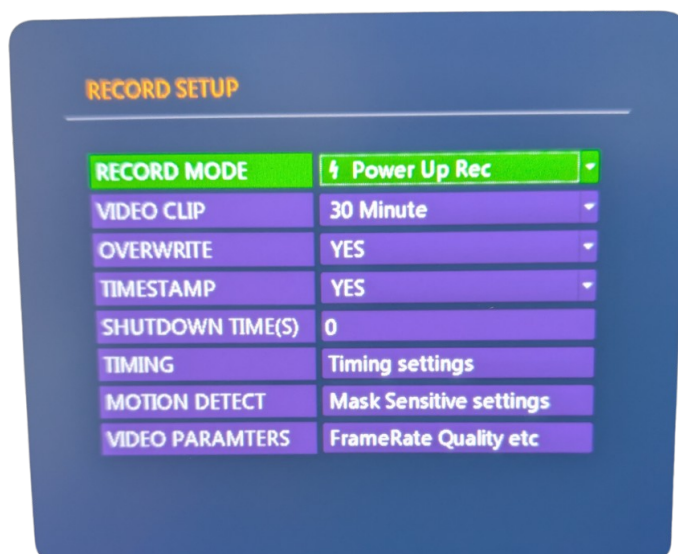 RECORD SETUP
RECORD MODE Power Up Rec
VIDEO CLIP 30 Minute
OVERWRITE YES
TIMESTAMP YES
SHUTDOWN TIME(S) 0
TIMING Timing settings
MOTION DETECT Mask Sensitive settings
VIDEO PARAMTERS FrameRate Quality etc